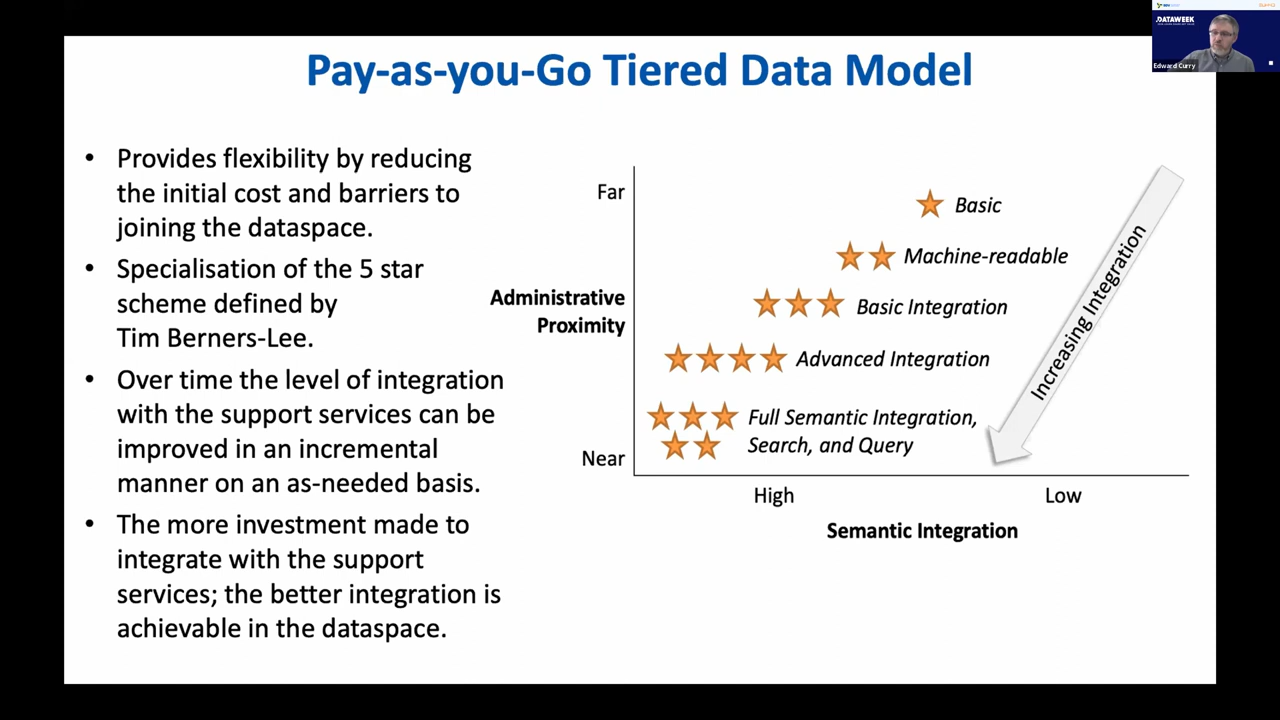 Pay-as-you-Go Tiered Data Model
• Provides flexibility by reducing
the initial cost and barriers to
joining the dataspace.
• Specialisation of the 5 star
scheme defined by
Tim Berners-Lee.
• Over time the level of integration
with the support services can be
improved in an incremental
manner on an as-needed basis.
• The more investment made to
integrate with the support
services; the better integration is
achievable in the dataspace.
Far
Administrative
Proximity
Near
Basic
Machine-readable
Basic Integration
Advanced Integration
Full Semantic Integration,
Search, and Query
Increasing Integration
High
Low
Semantic Integration
DATAWEEK
Edward Curry